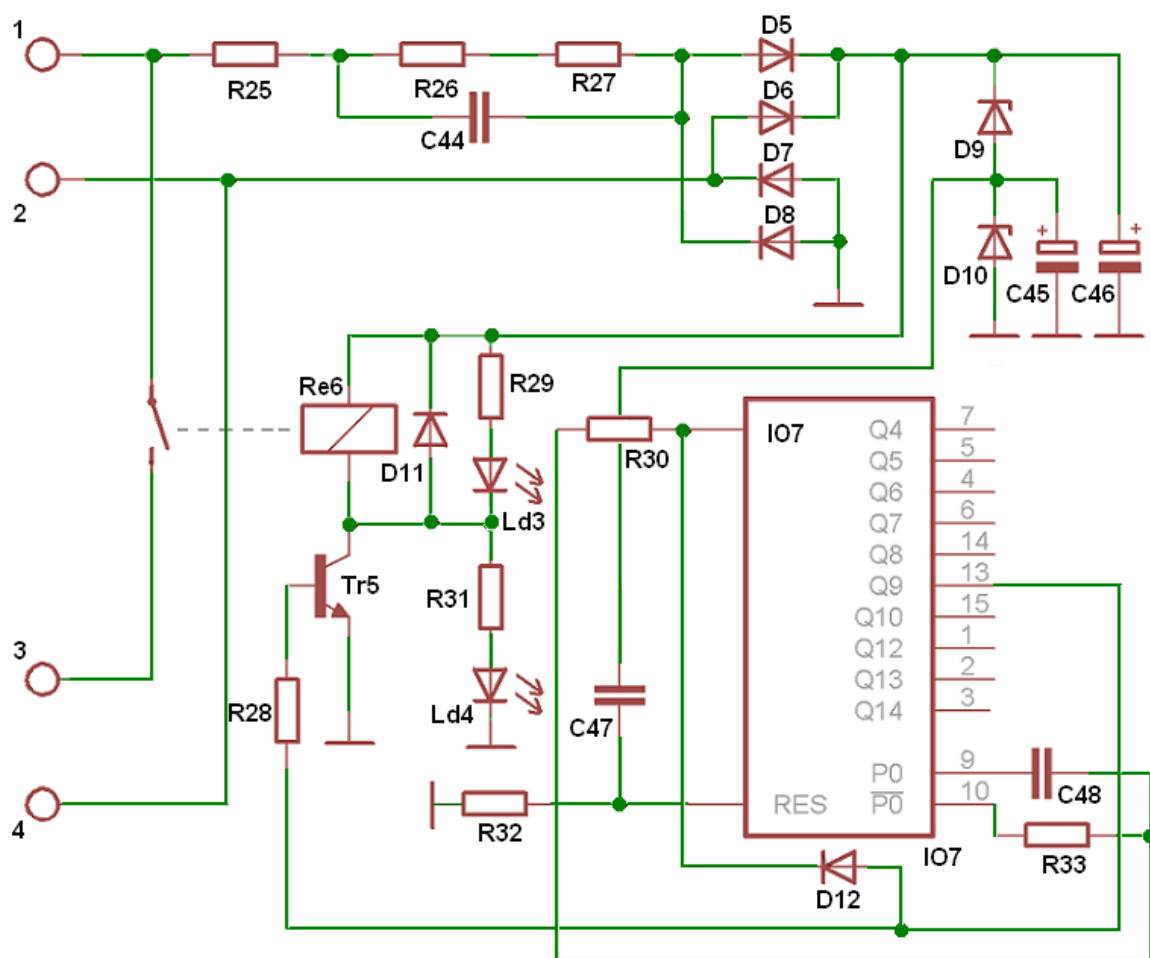 1
R25
R26
R27
C44
D5
D6
D7
D8
2
D9
D10
+
+
C45
C46
Re6
D11
R29
Ld3
R30
IO7
Q4
7
Q5
5
Q6
4
Q7
6
Q8
14
Q9
13
Q10
15
Q12
1
Q13
2
Q14
3
Tr5
R31
3
R28
Ld4
C47
P0
9
C48
4
R32
RES
P0
10
R33
IO7
D12